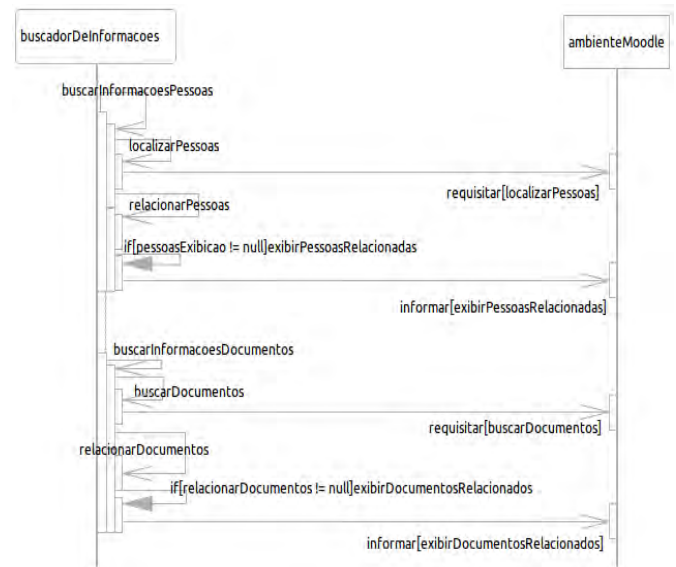 buscadorDeInformacoes
ambienteMoodle
buscarInformacoesPessoas
localizarPessoas
requisitar[localizarPessoas]
relacionarPessoas
if[pessoasExibicao != null]exibirPessoasRelacionadas
informar[exibirPessoasRelacionadas]
buscarInformacoesDocumentos
buscarDocumentos
requisitar[buscarDocumentos]
relacionarDocumentos
if[relacionarDocumentos != null]exibirDocumentosRelacionados
informar[exibirDocumentosRelacionados]